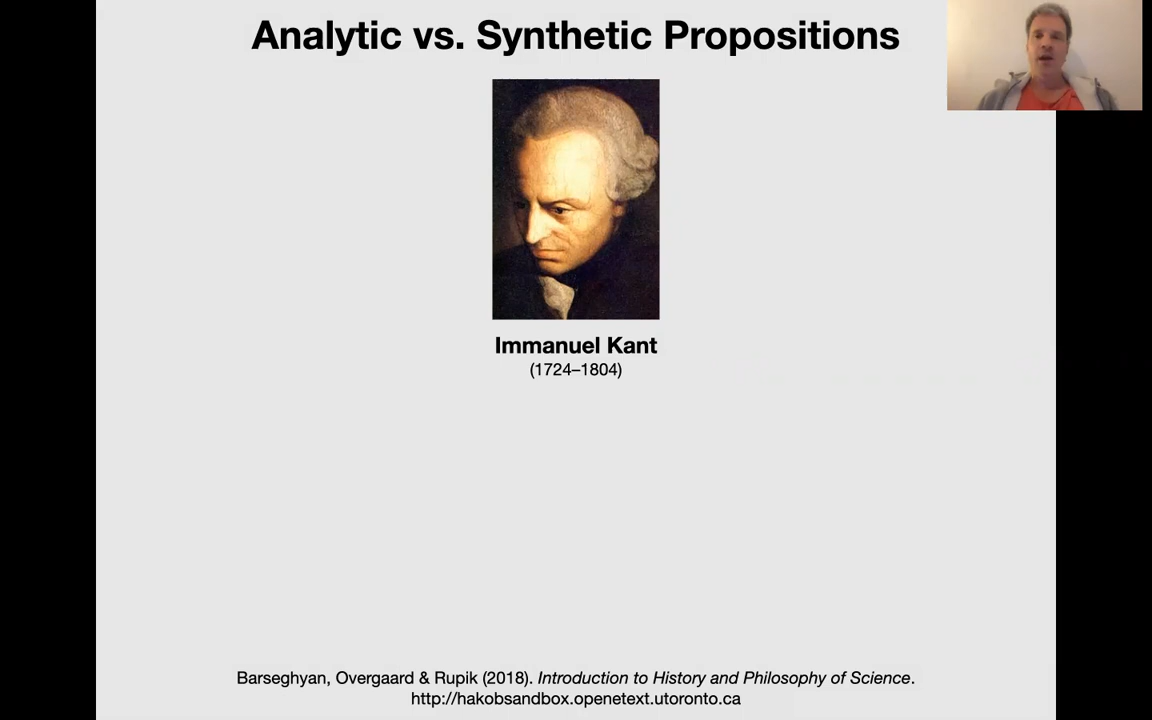 Analytic vs. Synthetic Propositions
Immanuel Kant
(1724–1804)
Barseghyan, Overgaard & Rupik (2018). Introduction to History and Philosophy of Science.
http://hakobsandbox.openetext.utoronto.ca